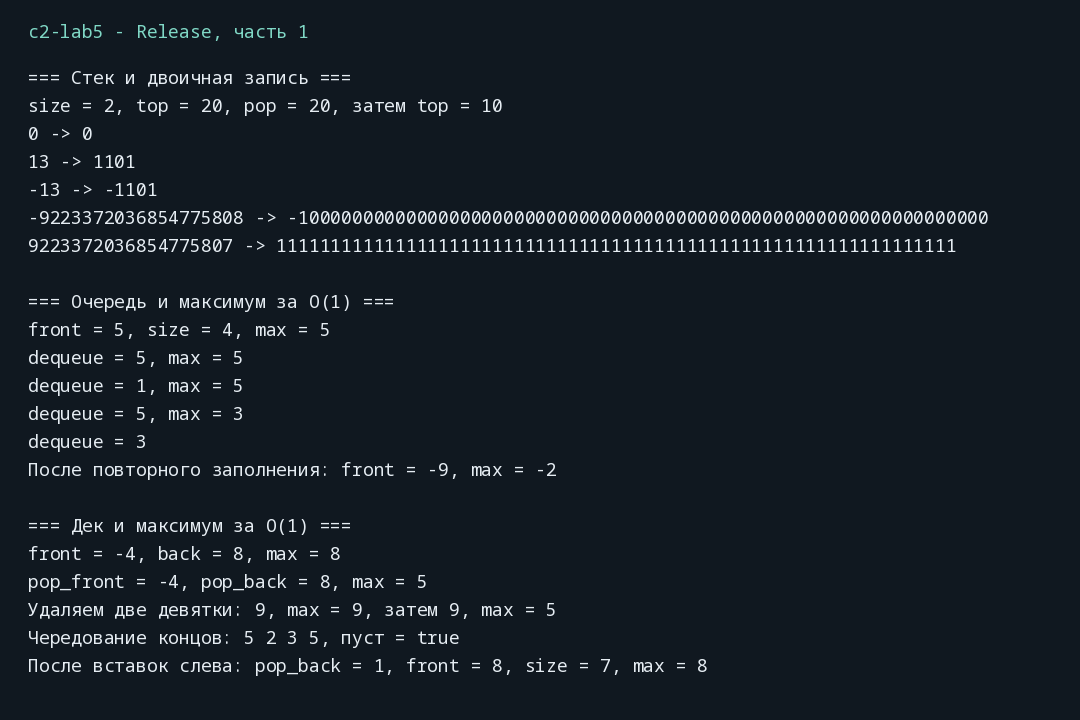 c2-lab5 - Release, часть 1
=== Стек и двоичная запись ===
size = 2, top = 20, pop = 20, затем top = 10
0 -> 0
13 -> 1101
-13 -> -1101
-9223372036854775808 -> -1000000000000000000000000000000000000000000000000000000000000000
9223372036854775807 -> 111111111111111111111111111111111111111111111111111111111111111
=== Очередь и максимум за O(1) ===
front = 5, size = 4, max = 5
dequeue = 5, max = 5
dequeue = 1, max = 5
dequeue = 5, max = 3
dequeue = 3
После повторного заполнения: front = -9, max = -2
=== Дек и максимум за O(1) ===
front = -4, back = 8, max = 8
pop_front = -4, pop_back = 8, max = 5
Удаляем две девятки: 9, max = 9, затем 9, max = 5
Чередование концов: 5 2 3 5, пуст = true
После вставок слева: pop_back = 1, front = 8, size = 7, max = 8